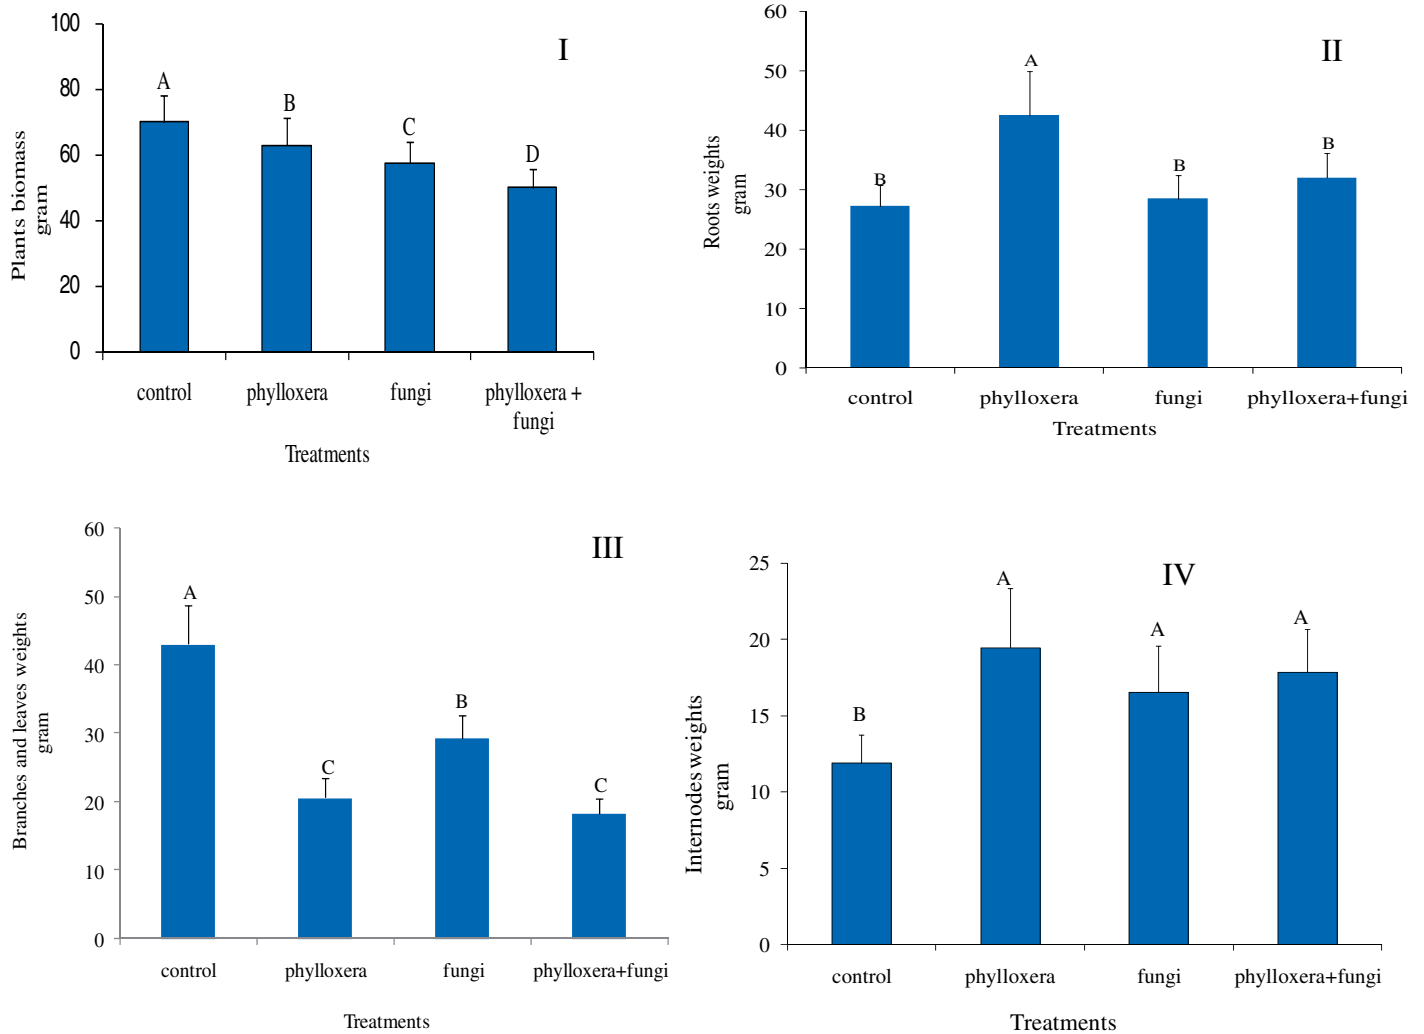 I
Plants biomass
gram
100
80
60
40
20
0
A
B
C
D
control
phylloxera
fungi
phylloxera +
fungi
Treatments
II
Roots weights
gram
60
50
40
30
20
10
0
B
A
B
B
control
phylloxera
fungi
phylloxera+fungi
Treatments
III
Branches and leaves weights
gram
60
50
40
30
20
10
0
A
C
B
C
control
phylloxera
fungi
phylloxera+fungi
Treatments
IV
Internodes weights
gram
25
20
15
10
5
0
B
A
A
A
control
phylloxera
fungi
phylloxera+fungi
Treatments